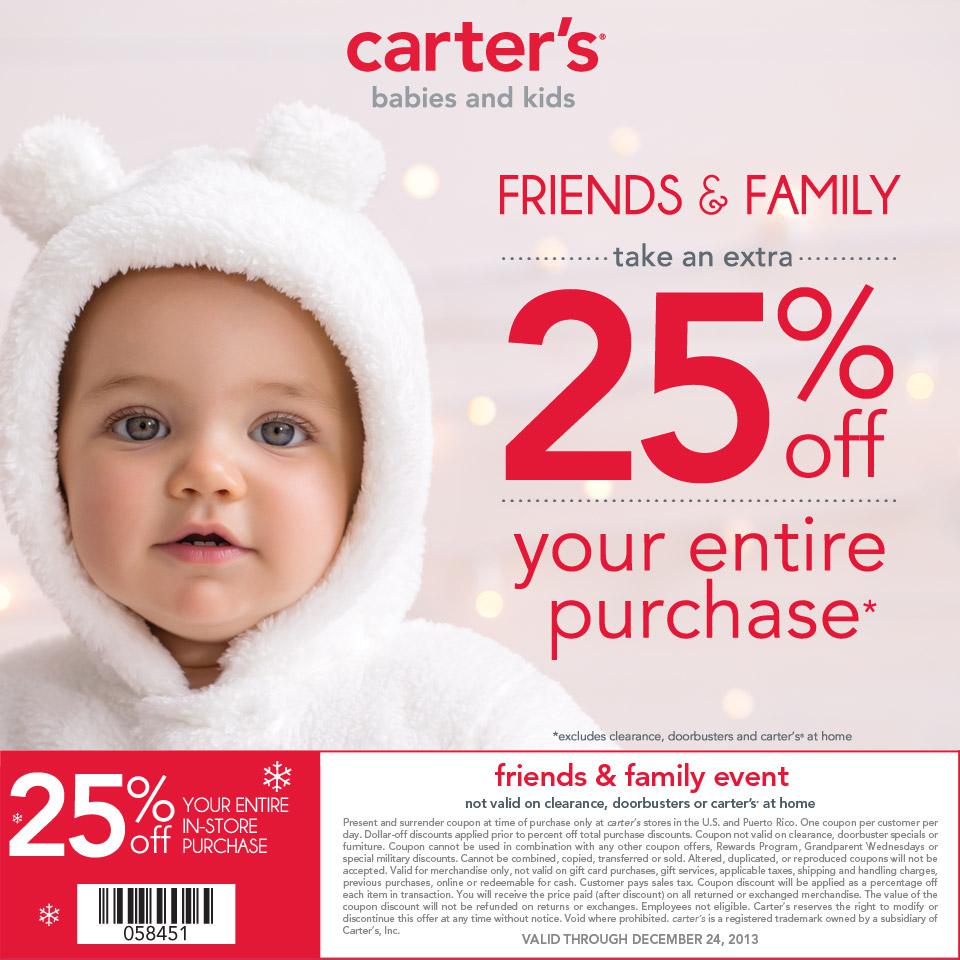 carter's®
babies and kids
FRIENDS & FAMILY
take an extra
25% off
your entire
purchase*
*excludes clearance, doorbusters and carter's® at home
25% off
YOUR ENTIRE
IN-STORE
PURCHASE
058451
friends & family event
not valid on clearance, doorbusters or carter's® at home
Present and surrender coupon at time of purchase only at carter's stores in the U.S. and Puerto Rico. One coupon per customer per
day. Dollar-off discounts applied prior to percent off total purchase discounts. Coupon not valid on clearance, doorbuster specials or
furniture. Coupon cannot be used in combination with any other coupon offers, Rewards Program, Grandparent Wednesdays or
special military discounts. Cannot be combined, copied, transferred or sold. Altered, duplicated, or reproduced coupons will not be
accepted. Valid for merchandise only, not valid on gift card purchases, gift services, applicable taxes, shipping and handling charges,
previous purchases, online or redeemable for cash. Customer pays sales tax. Coupon discount will be applied as a percentage off
each item in transaction. You will receive the price paid (after discount) on all returned or exchanged merchandise. The value of the
coupon discount will not be refunded on returns or exchanges. Employees not eligible. Carter's reserves the right to modify or
discontinue this offer at any time without notice. Void where prohibited. carter's is a registered trademark owned by a subsidiary of
Carter's, Inc.
VALID THROUGH DECEMBER 24, 2013